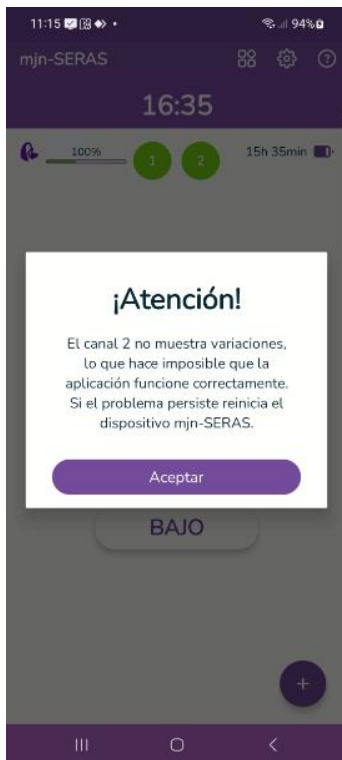 11:15
94%
mjn-SERAS
16:35
100%
1
2
15h 35min
¡Atención!
El canal 2 no muestra variaciones,
lo que hace imposible que la
aplicación funcione correctamente.
Si el problema persiste reinicia el
dispositivo mjn-SERAS.
Aceptar
BAJO